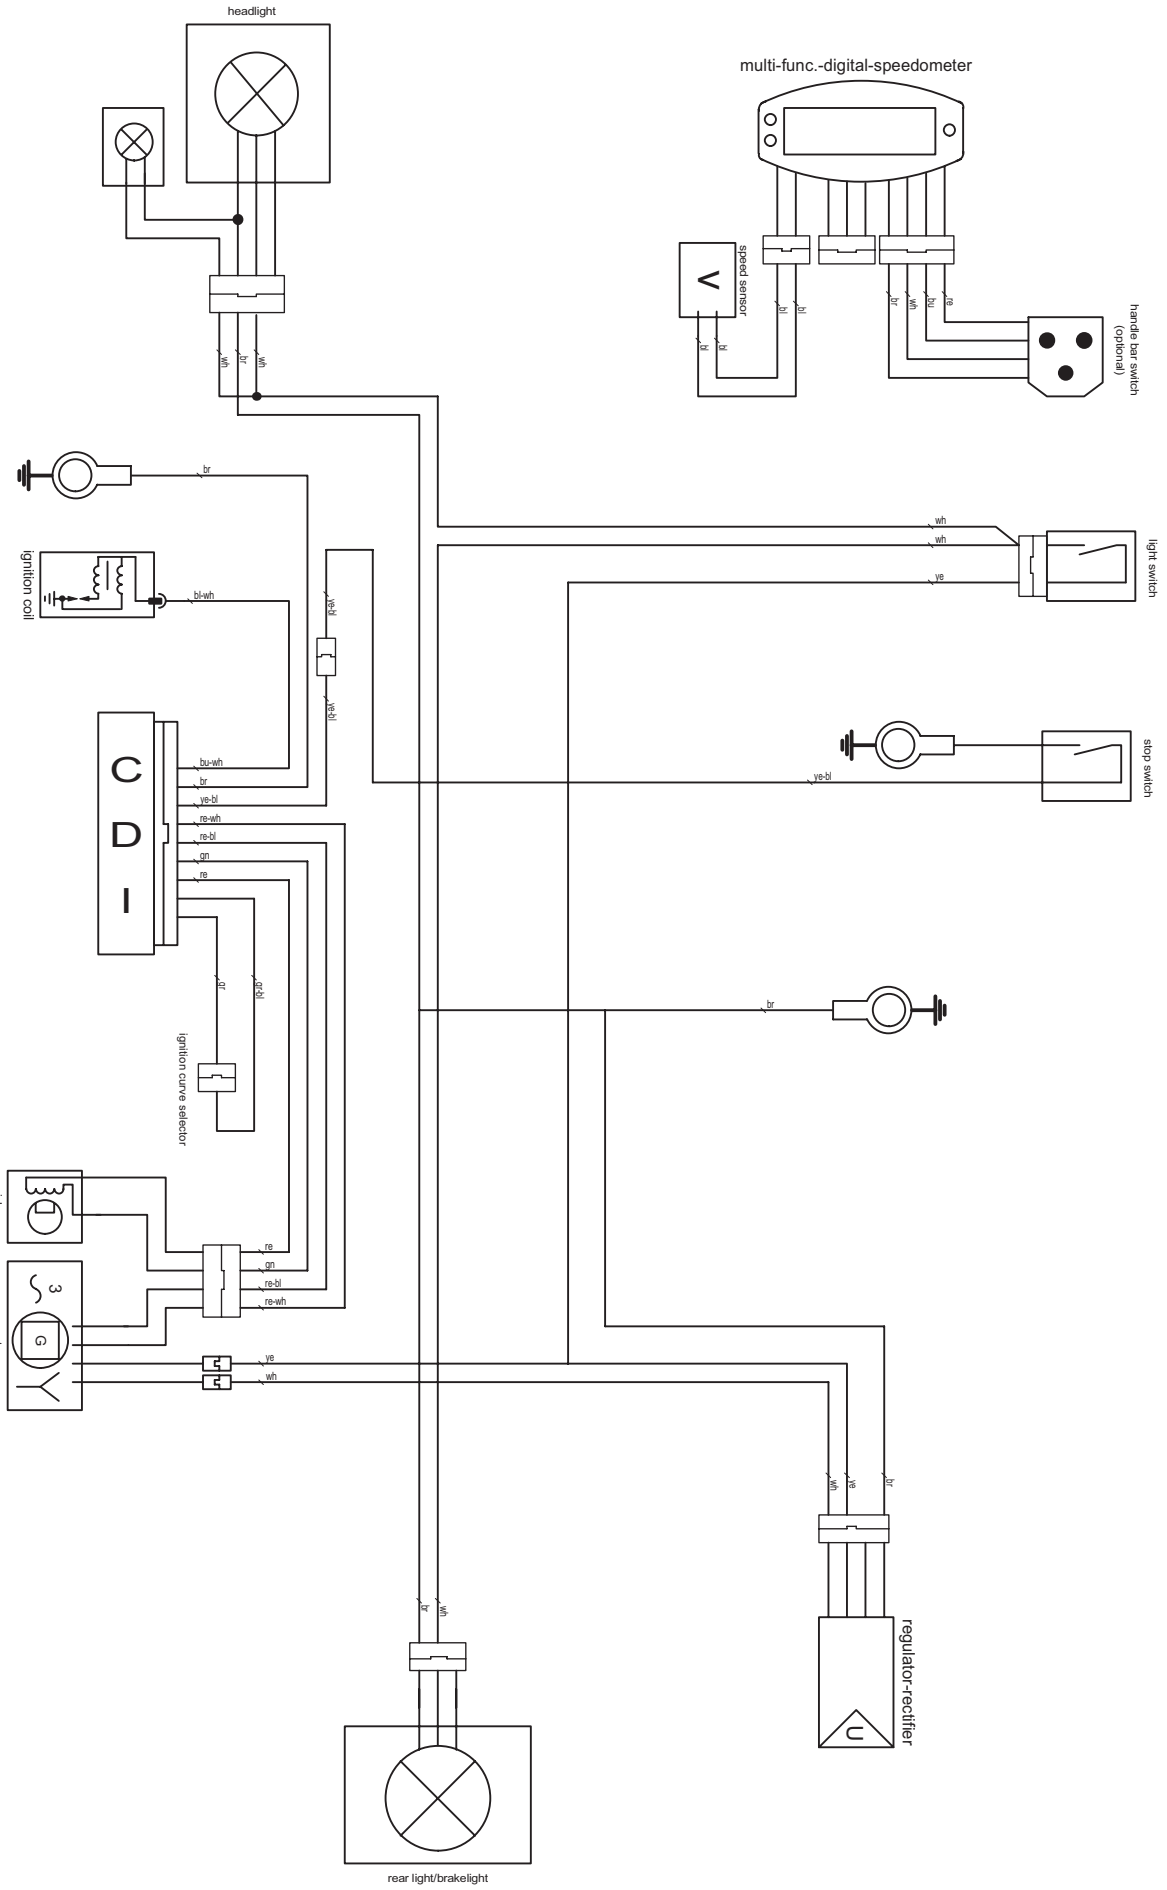 headlight
multi-func.-digital-speedometer
speed sensor
V
bl
bl
bl
bl
br
wh
bu
re
handle bar switch
(optional)
wh
br
wh
br
wh
wh
ye
light switch
ignition coil
bl-wh
ye-bl
ye-bl
stop switch
ye-bl
C
D
I
bu-wh
br
ye-bl
re-wh
re-bl
gn
re
gr
gr-bl
br
ignition curve selector
re
gn
re-bl
re-wh
3
G
ye
wh
wh
ye
br
br
wh
regulator-rectifier
U
rear light/brakelight